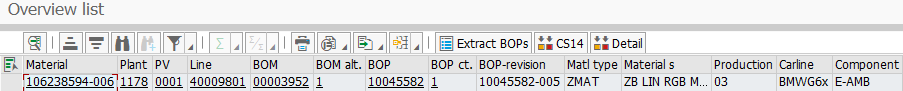 Overview list
Extract BOPs CS14 Detail
Material Plant PV Line BOM BOM alt. BOP BOP ct. BOP-revision Matl type Material s Production Carline Component
106238594-006 1178 0001 40009801 00003952 1 10045582 1 10045582-005 ZMAT ZB LIN RGB M... 03 BMWG6x E-AMB